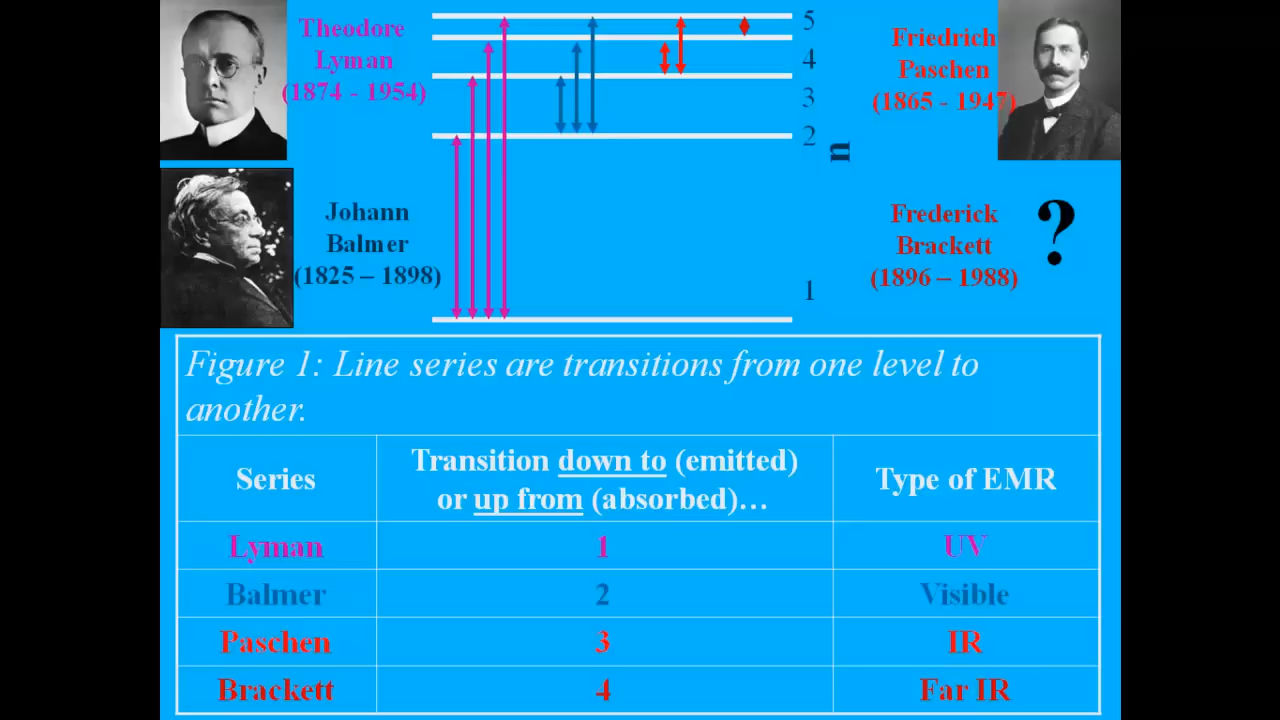 Theodore
Lyman
(1874 - 1954)
Johann
Balmer
(1825 – 1898)
5
4
3
2
1
n
Friedrich
Paschen
(1865 - 1947)
Frederick
Brackett
(1896 – 1988)
?
Figure 1: Line series are transitions from one level to
another.
Series
Transition down to (emitted)
or up from (absorbed)…
Type of EMR
Lyman 1 UV
Balmer 2 Visible
Paschen 3 IR
Brackett 4 Far IR